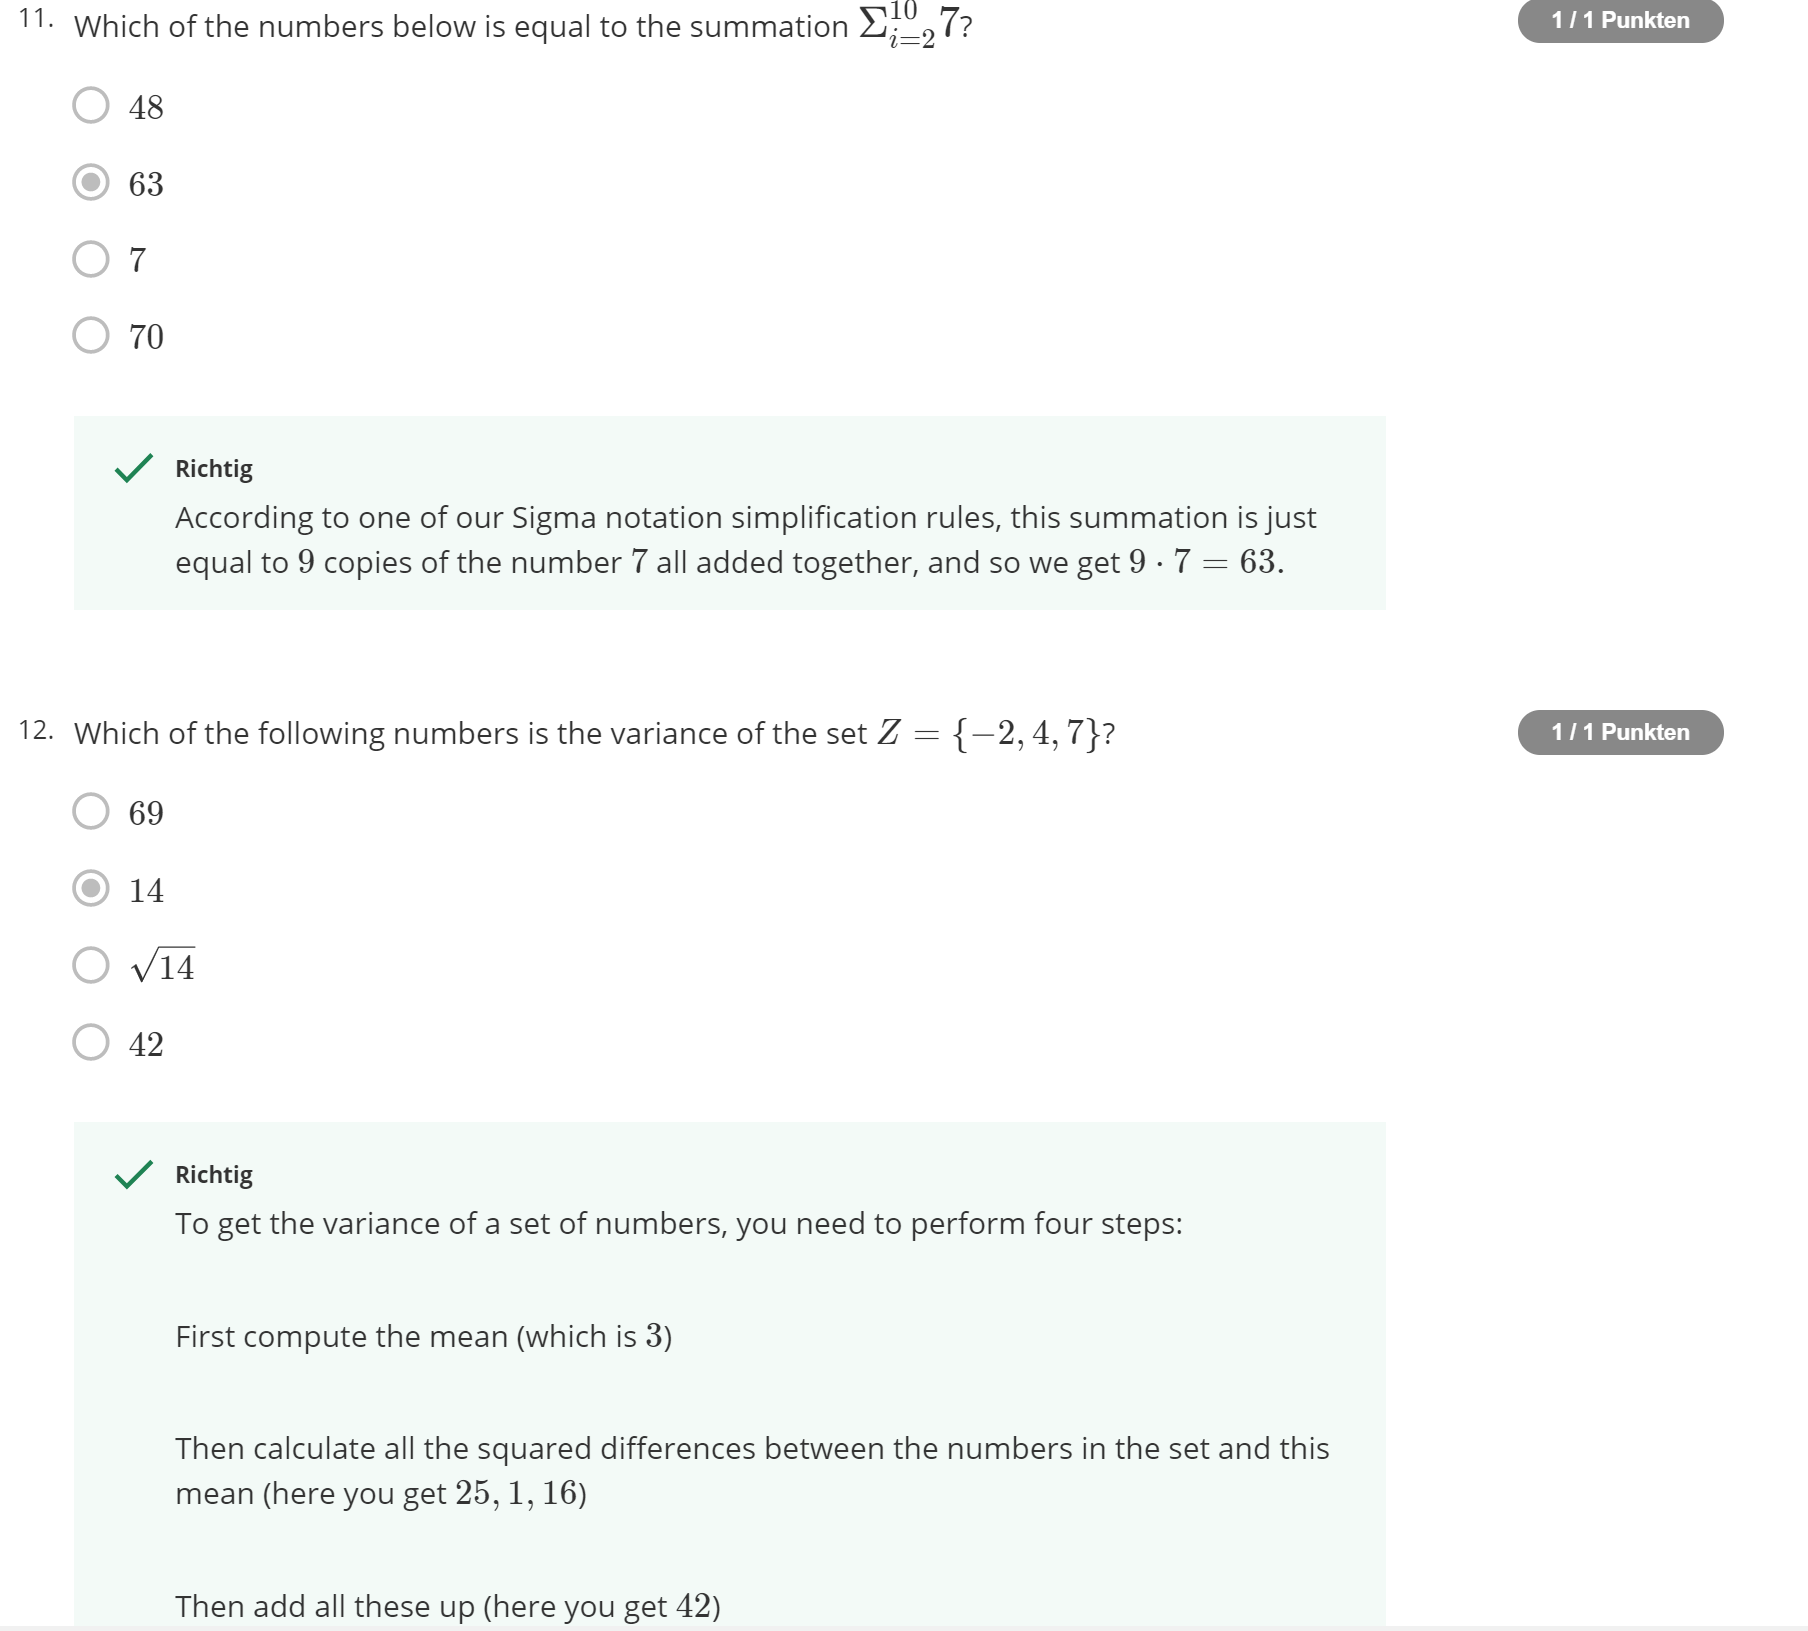 11. Which of the numbers below is equal to the summation $\Sigma_{i=2}^{10} 7$?
1 / 1 Punkten
48
63
7
70
Richtig
According to one of our Sigma notation simplification rules, this summation is just
equal to 9 copies of the number 7 all added together, and so we get 9 · 7 = 63.
12. Which of the following numbers is the variance of the set Z = {−2, 4, 7}?
1 / 1 Punkten
69
14
√14
42
Richtig
To get the variance of a set of numbers, you need to perform four steps:
First compute the mean (which is 3)
Then calculate all the squared differences between the numbers in the set and this
mean (here you get 25, 1, 16)
Then add all these up (here you get 42)